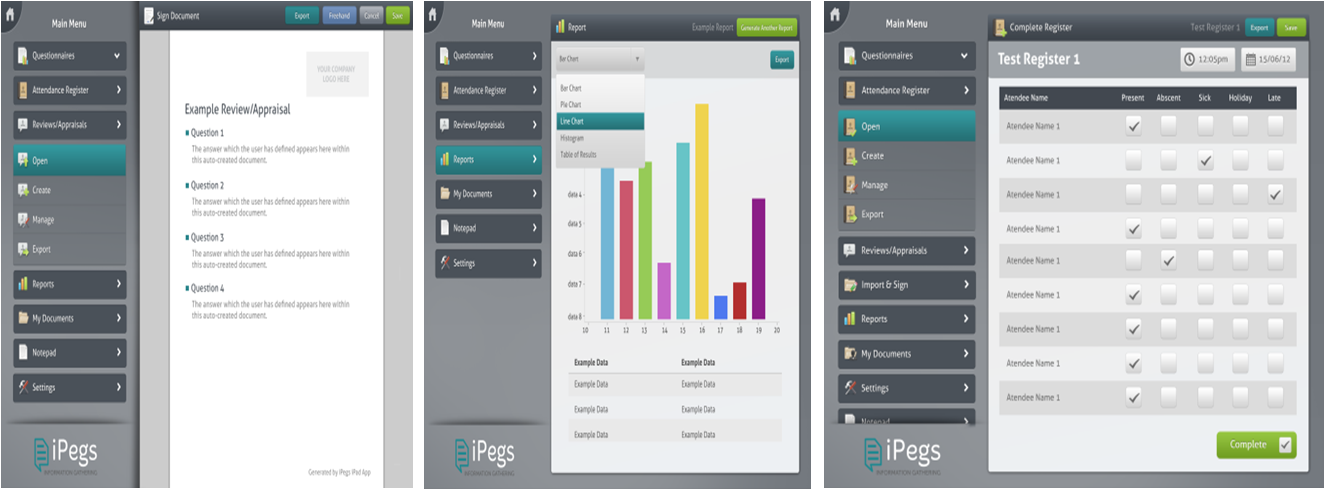 Main Menu
Questionnaires
Attendance Register
Reviews/Appraisals
Open
Create
Manage
Export
Reports
My Documents
Notepad
Settings
iPegs
INFORMATION GATHERING
Sign Document
Export
Freehand
Cancel
Save
YOUR COMPANY
LOGO HERE
Example Review/Appraisal
Question 1
The answer which the user has defined appears here within
this auto-created document.
Question 2
The answer which the user has defined appears here within
this auto-created document.
Question 3
The answer which the user has defined appears here within
this auto-created document.
Question 4
The answer which the user has defined appears here within
this auto-created document.
Generated by iPegs iPad App
Main Menu
Questionnaires
Attendance Register
Reviews/Appraisals
Reports
My Documents
Notepad
Settings
iPegs
INFORMATION GATHERING
Report
Example Report
Generate Another Report
Bar Chart
Export
Bar Chart
Pie Chart
Line Chart
Histogram
Table of Results
data 4
data 5
data 6
data 7
data 8
10 11 12 13 14 15 16 17 18 19 20
Example Data Example Data
Example Data Example Data
Example Data Example Data
Example Data Example Data
Main Menu
Questionnaires
Attendance Register
Open
Create
Manage
Export
Reviews/Appraisals
Import & Sign
Reports
My Documents
Settings
Notepad
iPegs
INFORMATION GATHERING
Complete Register
Test Register 1
Export
Save
Test Register 1
12:05pm
15/06/12
Atendee Name Present Abscent Sick Holiday Late
Atendee Name 1
Atendee Name 1
Atendee Name 1
Atendee Name 1
Atendee Name 1
Atendee Name 1
Atendee Name 1
Atendee Name 1
Atendee Name 1
Complete